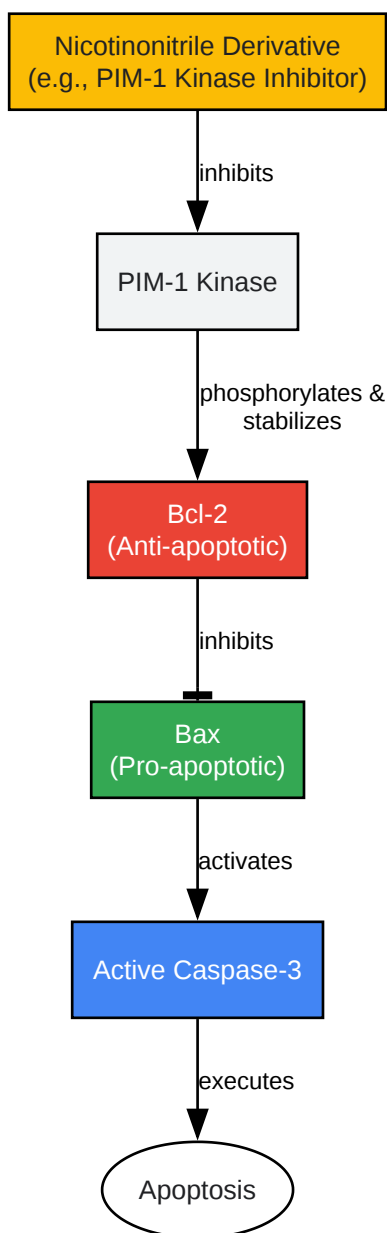 Nicotinonitrile Derivative
(e.g., PIM-1 Kinase Inhibitor)
inhibits
PIM-1 Kinase
phosphorylates &
stabilizes
Bcl-2
(Anti-apoptotic)
inhibits
Bax
(Pro-apoptotic)
activates
Active Caspase-3
executes
Apoptosis